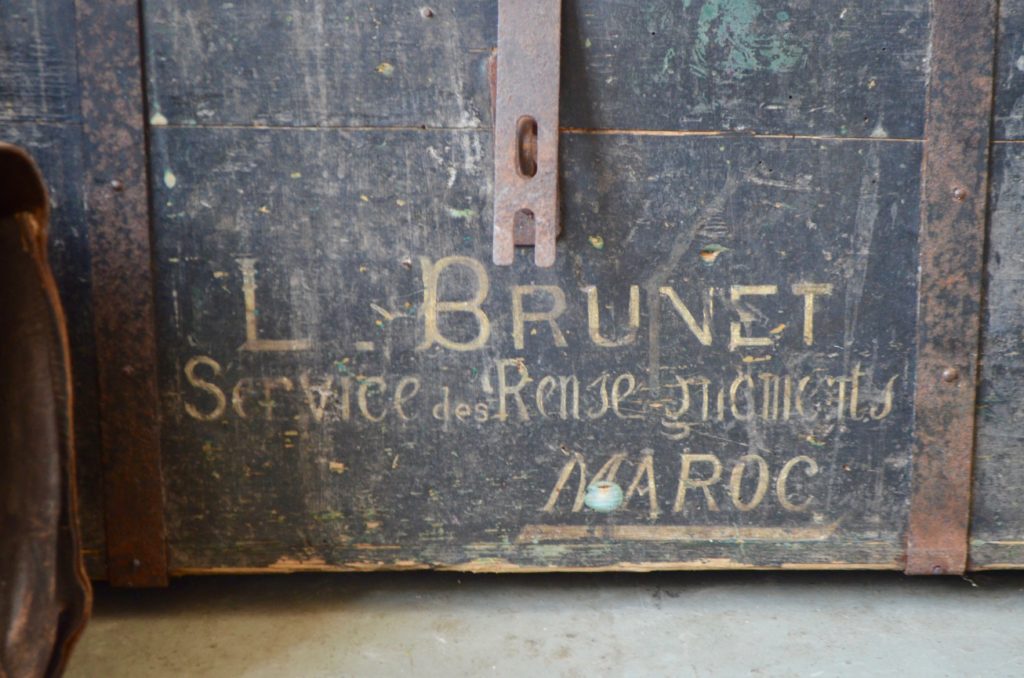 L. BRUNET
Service des Renseignements
MAROC